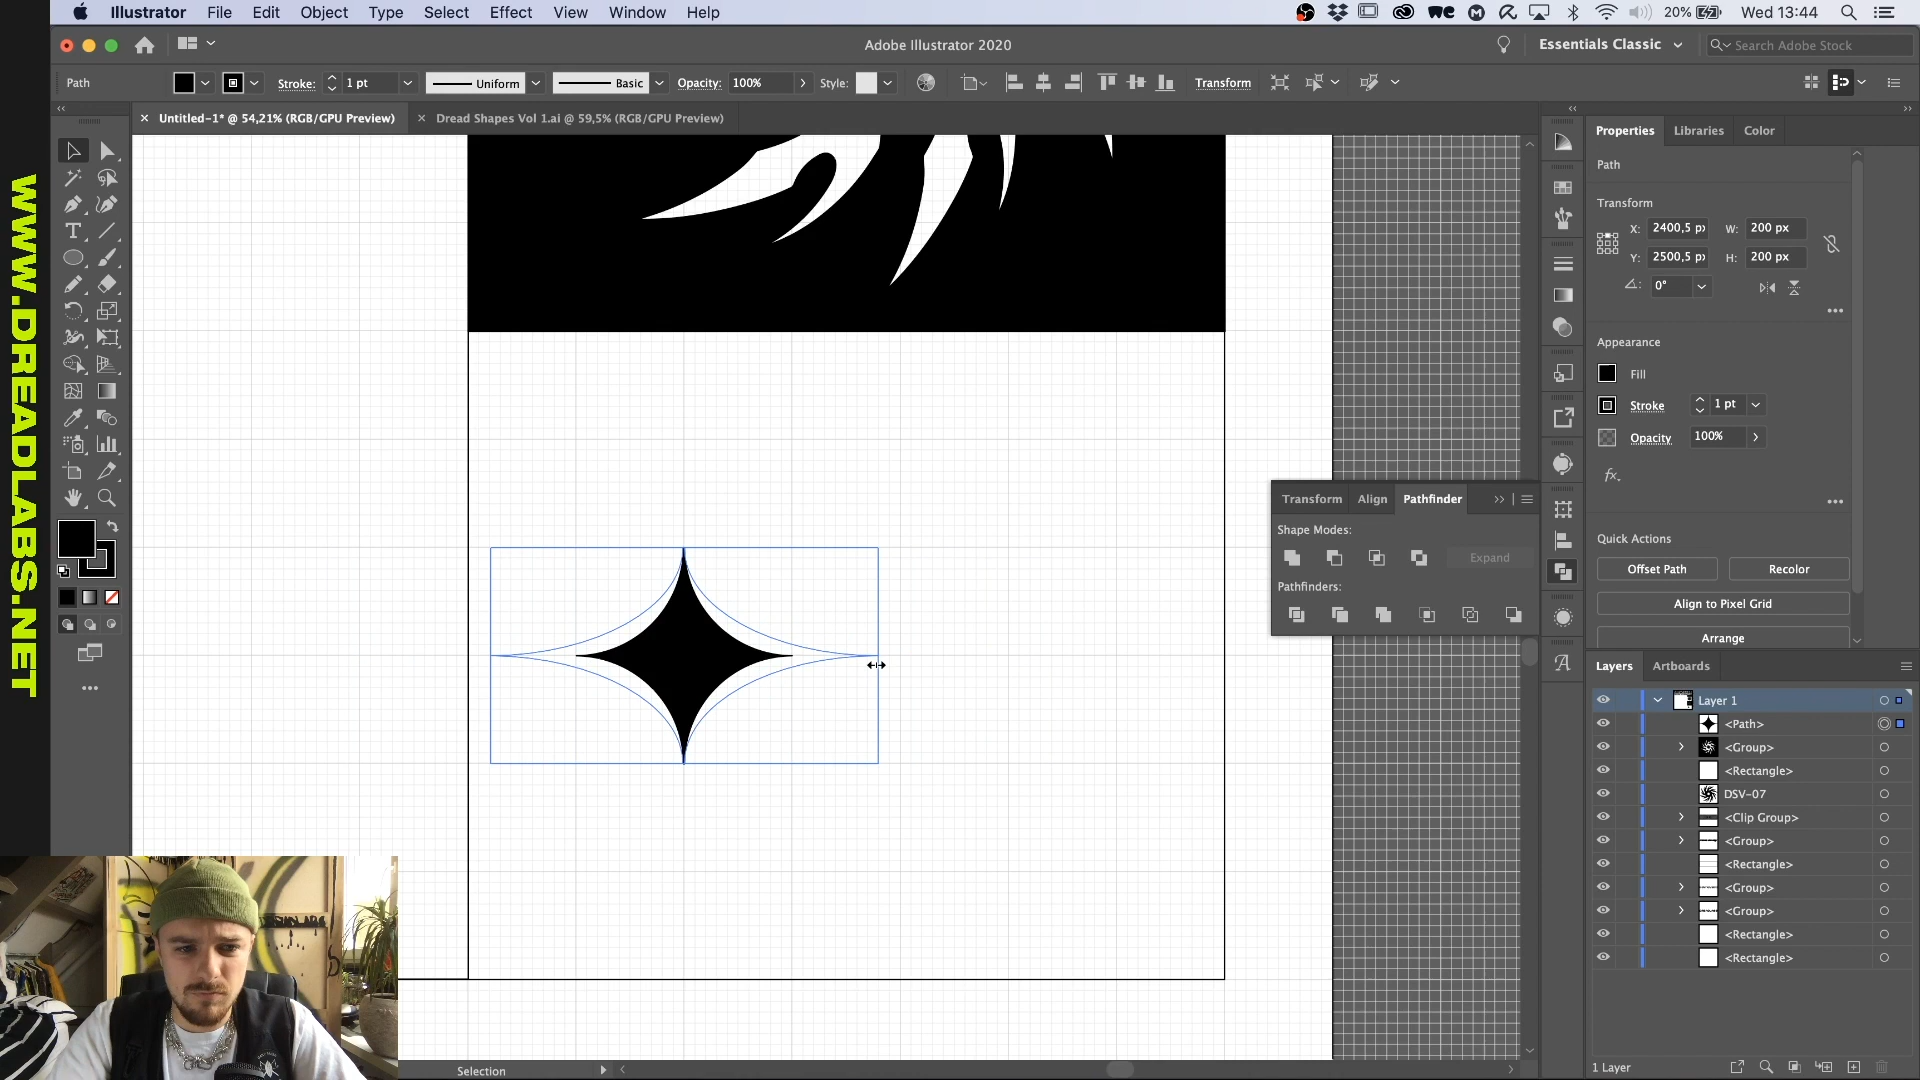 Illustrator File Edit Object Type Select Effect View Window Help
20% Wed 13:44
Adobe Illustrator 2020
Essentials Classic
Search Adobe Stock
Path Stroke: 1 pt Uniform Basic Opacity: 100% Style: Transform
Untitled-1* @ 54,21% (RGB/GPU Preview)
Dread Shapes Vol 1.ai @ 59,5% (RGB/GPU Preview)
WWW.DREADLABS.NET
Properties Libraries Color
Path
Transform
X: 2400,5 px W: 200 px
Y: 2500,5 px H: 200 px
0°
Appearance
Fill
Stroke 1 pt
Opacity 100%
fx
Quick Actions
Offset Path Recolor
Align to Pixel Grid
Arrange
Transform Align Pathfinder
Shape Modes:
Expand
Pathfinders:
Layers Artboards
Layer 1
<Path>
<Group>
<Rectangle>
DSV-07
<Clip Group>
<Group>
<Rectangle>
<Group>
<Group>
<Rectangle>
<Rectangle>
1 Layer
Selection